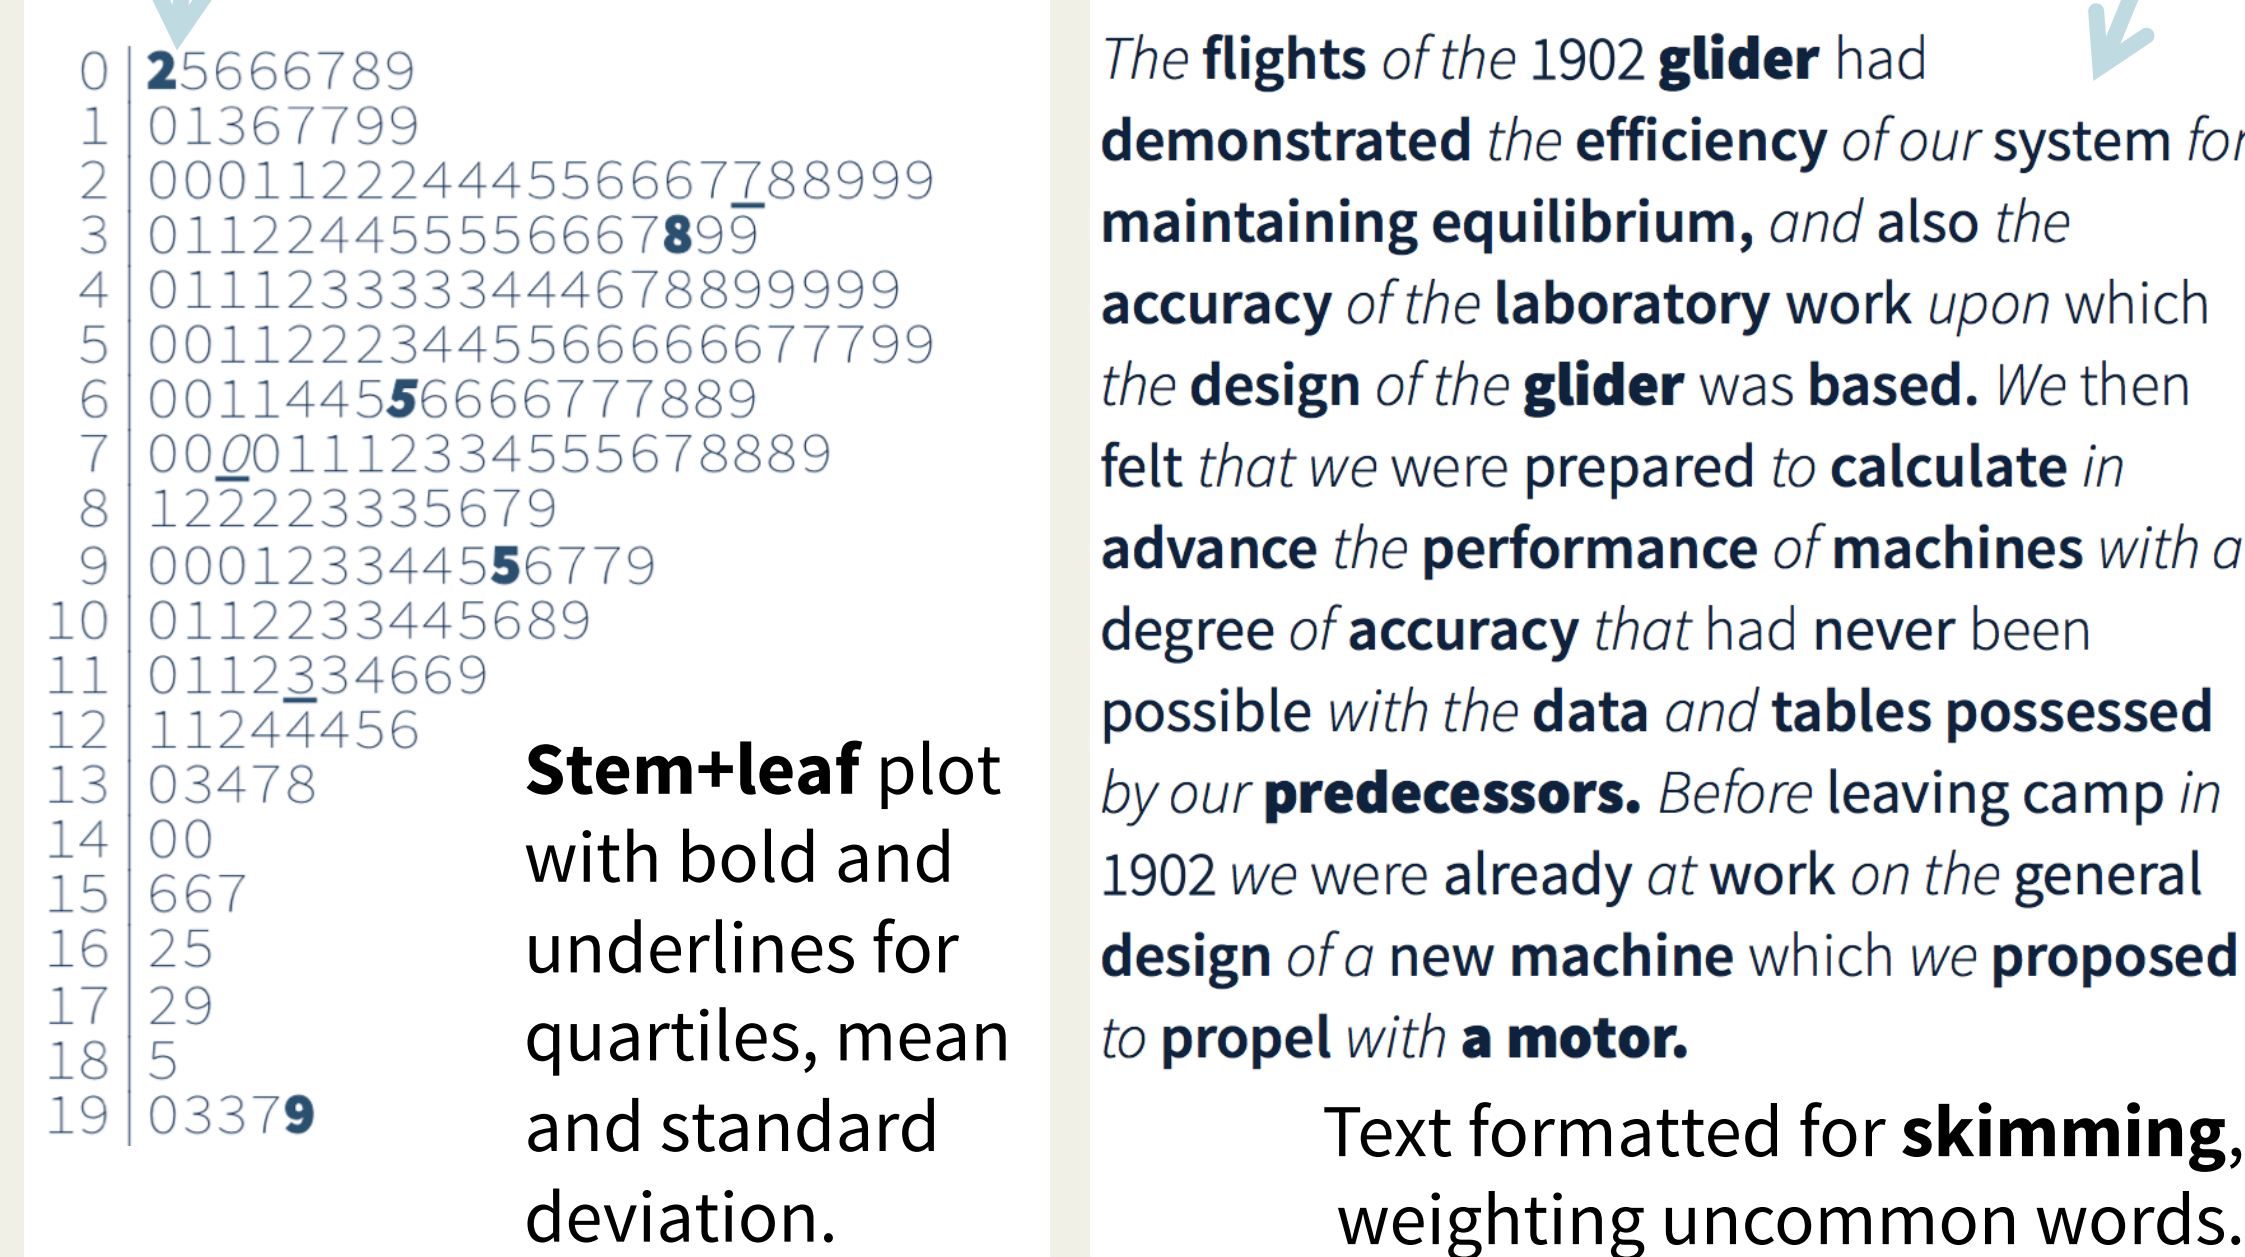 0 25666789
1 01367799
2 00011222444556667788999
3 011224455556667899
4 0111233333444678899999
5 00112223445566666677799
6 001144556666777889
7 00001112334555678889
8 122223335679
9 000123344556779
10 0112233445689
11 0112334669
12 11244456
13 03478
14 00
15 667
16 25
17 29
18 5
19 03379
Stem+leaf plot
with bold and
underlines for
quartiles, mean
and standard
deviation.
The flights of the 1902 glider had
demonstrated the efficiency of our system for
maintaining equilibrium, and also the
accuracy of the laboratory work upon which
the design of the glider was based. We then
felt that we were prepared to calculate in
advance the performance of machines with a
degree of accuracy that had never been
possible with the data and tables possessed
by our predecessors. Before leaving camp in
1902 we were already at work on the general
design of a new machine which we proposed
to propel with a motor.
Text formatted for skimming,
weighting uncommon words.